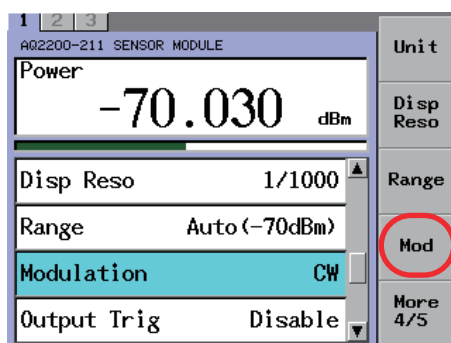 1 2 3
AQ2200-211 SENSOR MODULE
Power
-70.030 dBm
Disp Reso 1/1000
Range Auto(-70dBm)
Modulation CW
Output Trig Disable
Unit
Disp
Reso
Range
Mod
More
4/5